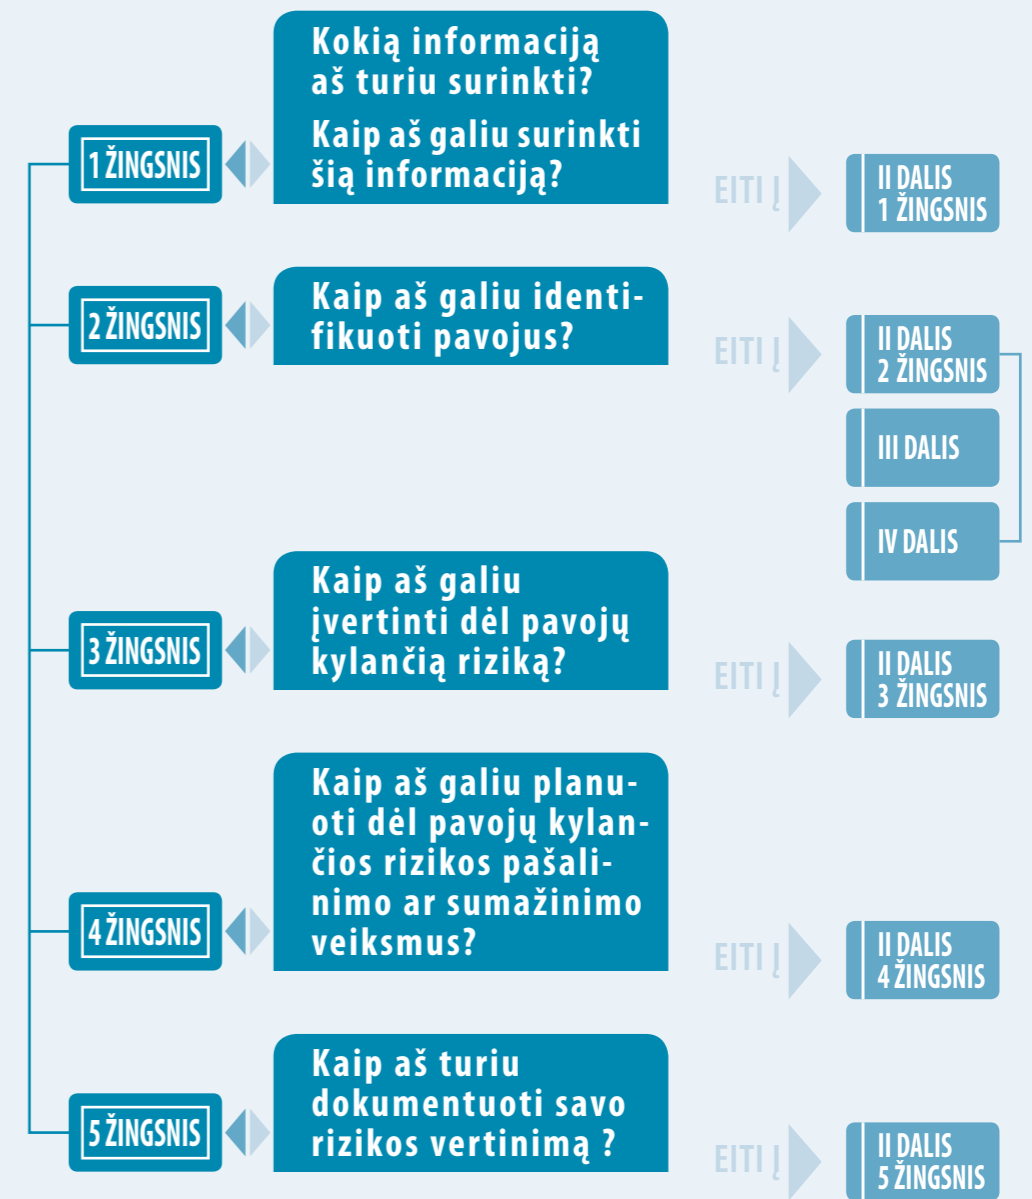 1 ŽINGSNIS
Kokią informaciją
aš turiu surinkti?
Kaip aš galiu surinkti
šią informaciją?
EITI Į
II DALIS
1 ŽINGSNIS
2 ŽINGSNIS
Kaip aš galiu identi-
fikuoti pavojus?
EITI Į
II DALIS
2 ŽINGSNIS
III DALIS
IV DALIS
3 ŽINGSNIS
Kaip aš galiu
įvertinti dėl pavojų
kylančią riziką?
EITI Į
II DALIS
3 ŽINGSNIS
4 ŽINGSNIS
Kaip aš galiu planu-
oti dėl pavojų kylan-
čios rizikos pašali-
nimo ar sumažinimo
veiksmus?
EITI Į
II DALIS
4 ŽINGSNIS
5 ŽINGSNIS
Kaip aš turiu
dokumentuoti savo
rizikos vertinimą ?
EITI Į
II DALIS
5 ŽINGSNIS